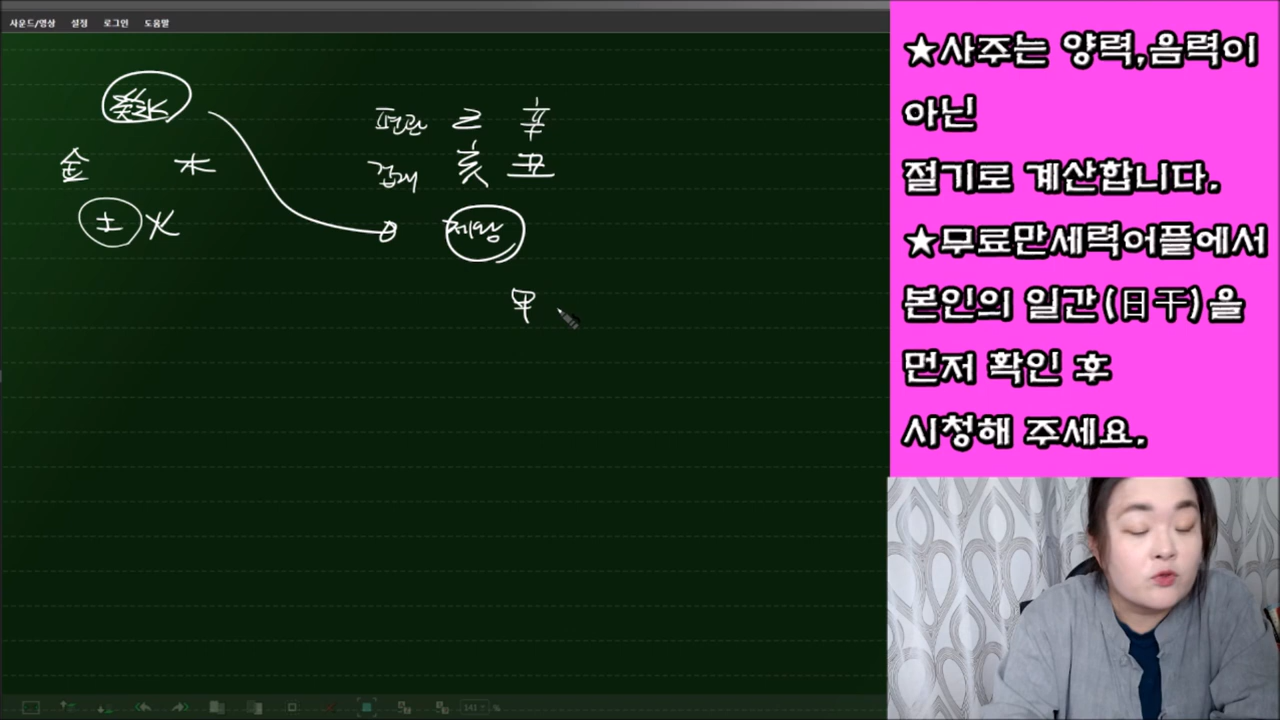 사운드/영상 설정 로그인 도움말
癸水
金 木
土 火
편관 己 辛
겁재 亥 丑
제왕
甲
141 %
★사주는 양력,음력이
아닌
절기로 계산합니다.
★무료만세력어플에서
본인의 일간(日干)을
먼저 확인 후
시청해 주세요.